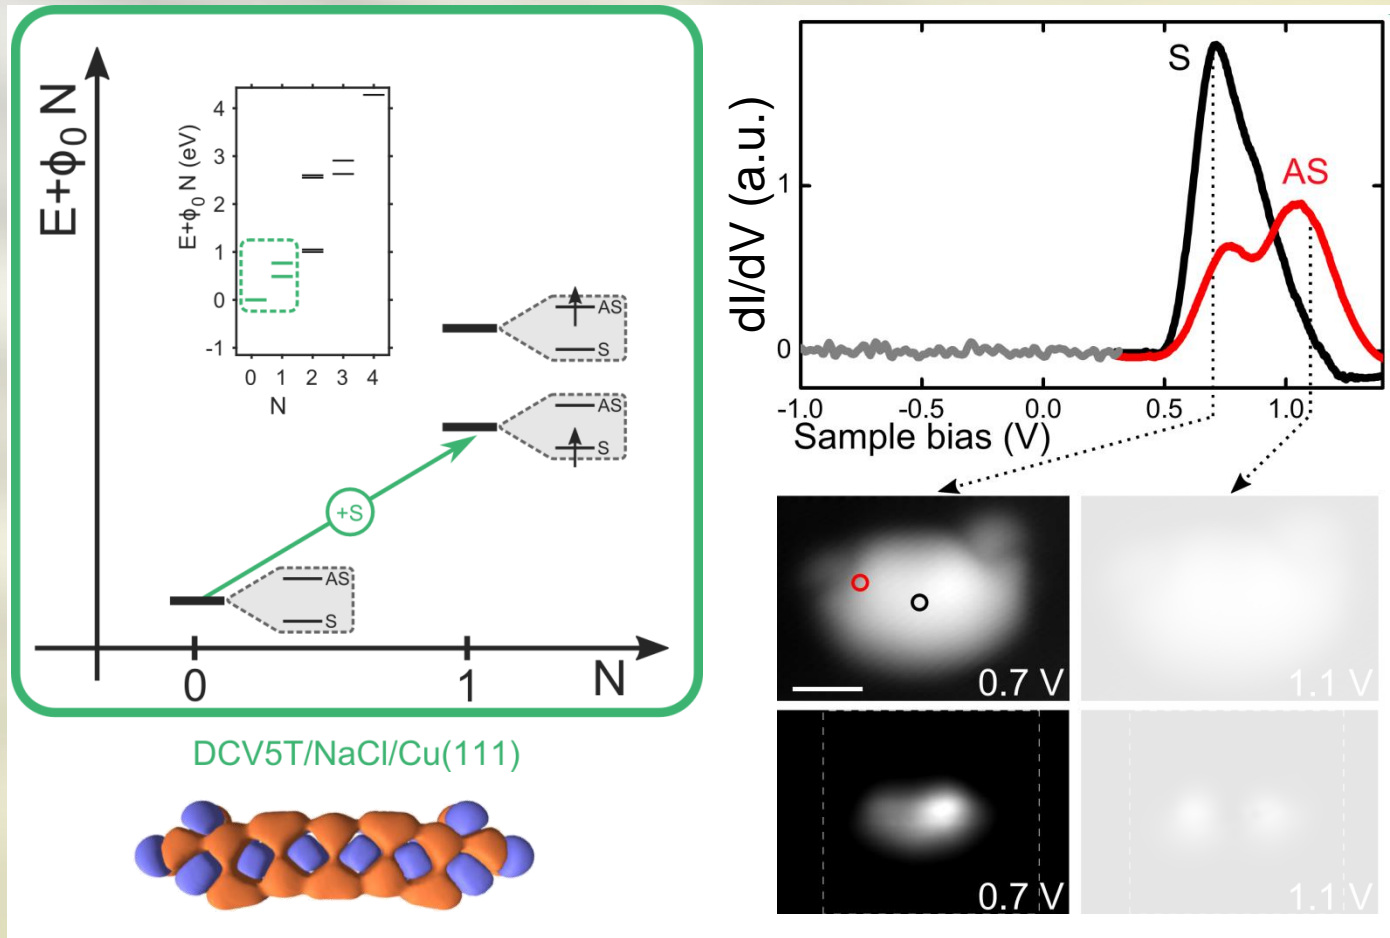 E+ϕ₀ N
E+ϕ₀ N (eV)
4
3
2
1
0
-1
0 1 2 3 4
N
AS
S
AS
S
+S
AS
S
0 1 N
DCV5T/NaCl/Cu(111)
dI/dV (a.u.)
S
AS
1
0
-1.0 -0.5 0.0 0.5 1.0
Sample bias (V)
0.7 V
1.1 V
0.7 V
1.1 V